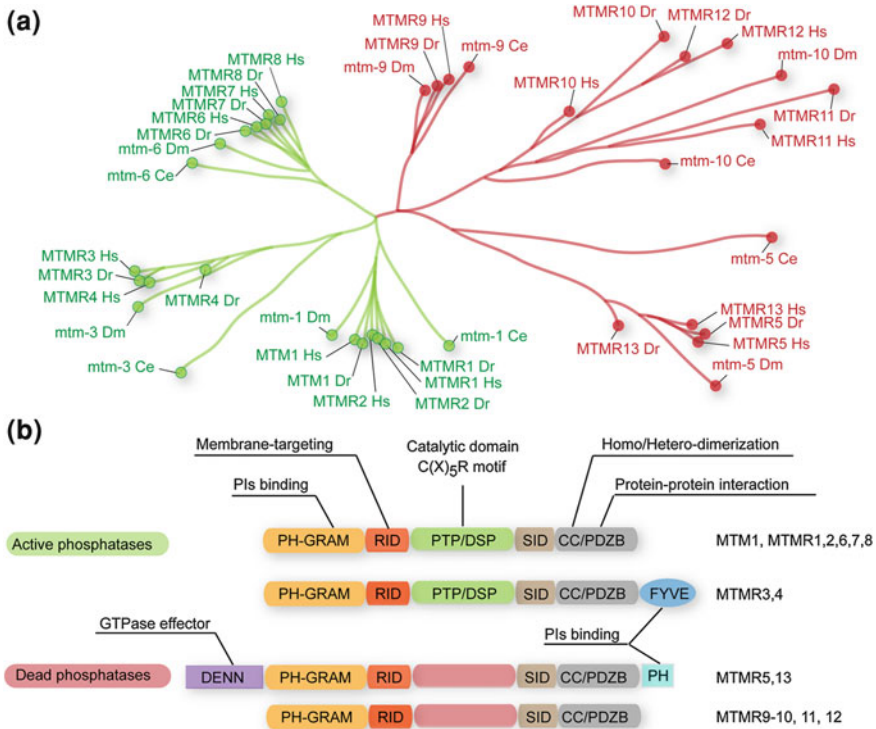 (a)
MTMR8 Hs
MTMR8 Dr
MTMR7 Hs
MTMR7 Dr
MTMR6 Hs
MTMR6 Dr
mtm-6 Dm
mtm-6 Ce
MTMR9 Hs
MTMR9 Dr
mtm-9 Dm
mtm-9 Ce
MTMR10 Dr
MTMR12 Dr
MTMR12 Hs
mtm-10 Dm
MTMR10 Hs
MTMR11 Dr
MTMR11 Hs
mtm-10 Ce
mtm-5 Ce
MTMR13 Hs
MTMR5 Dr
MTMR5 Hs
MTMR13 Dr
mtm-5 Dm
MTMR3 Hs
MTMR3 Dr
MTMR4 Hs
MTMR4 Dr
mtm-3 Dm
mtm-3 Ce
mtm-1 Dm
MTM1 Hs
MTM1 Dr
MTMR2 Hs
mtm-1 Ce
MTMR1 Dr
MTMR1 Hs
MTMR2 Dr
(b)
Membrane-targeting
Catalytic domain
C(X)5R motif
Homo/Hetero-dimerization
PIs binding
Protein-protein interaction
Active phosphatases
PH-GRAM RID PTP/DSP SID CC/PDZB
MTM1, MTMR1,2,6,7,8
PH-GRAM RID PTP/DSP SID CC/PDZB FYVE
MTMR3,4
GTPase effector
PIs binding
Dead phosphatases
DENN PH-GRAM RID SID CC/PDZB PH
MTMR5,13
PH-GRAM RID SID CC/PDZB
MTMR9-10, 11, 12